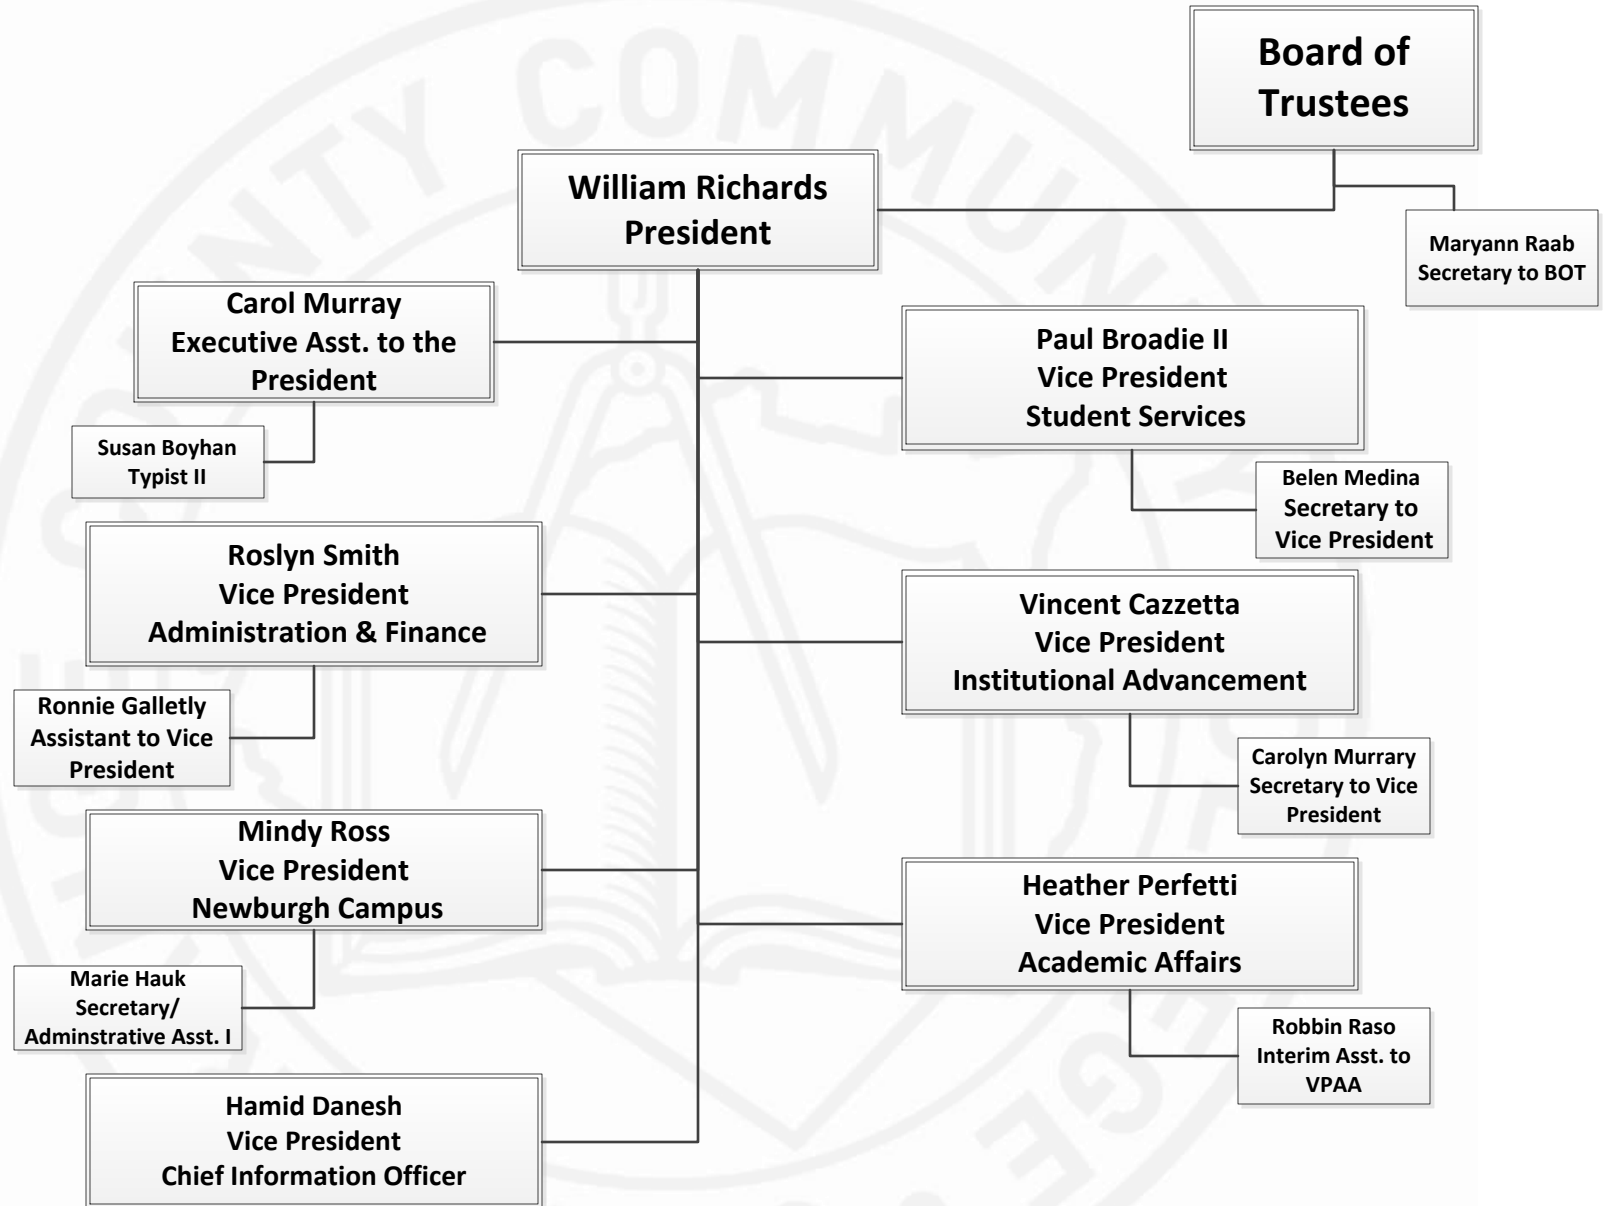 Board of
Trustees
William Richards
President
Maryann Raab
Secretary to BOT
Carol Murray
Executive Asst. to the
President
Paul Broadie II
Vice President
Student Services
Susan Boyhan
Typist II
Belen Medina
Secretary to
Vice President
Roslyn Smith
Vice President
Administration & Finance
Vincent Cazzetta
Vice President
Institutional Advancement
Ronnie Galletly
Assistant to Vice
President
Carolyn Murrary
Secretary to Vice
President
Mindy Ross
Vice President
Newburgh Campus
Heather Perfetti
Vice President
Academic Affairs
Marie Hauk
Secretary/
Adminstrative Asst. I
Robbin Raso
Interim Asst. to
VPAA
Hamid Danesh
Vice President
Chief Information Officer
COUNTY COMMUNITY